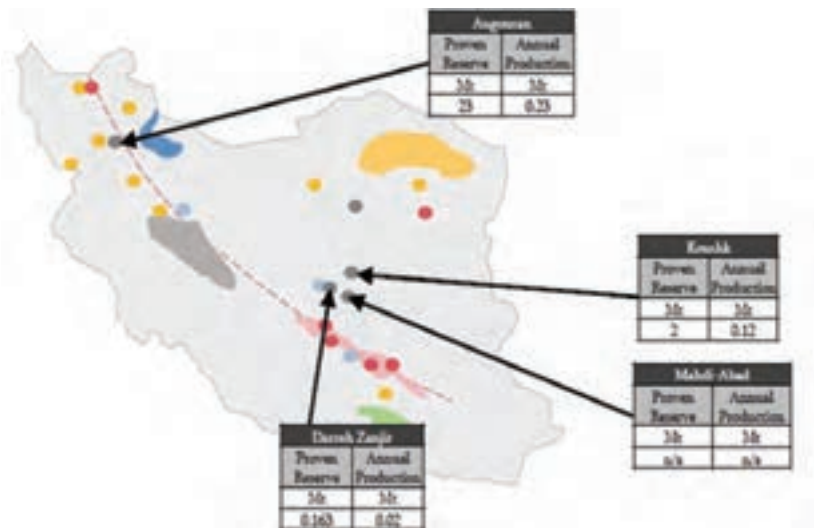 Angouran
Proven Annual
Reserve Production
Mt Mt
23 0.23
Koushk
Proven Annual
Reserve Production
Mt Mt
2 0.12
Mahdi-Abad
Proven Annual
Reserve Production
Mt Mt
n/a n/a
Darreh Zanjir
Proven Annual
Reserve Production
Mt Mt
0.163 0.02